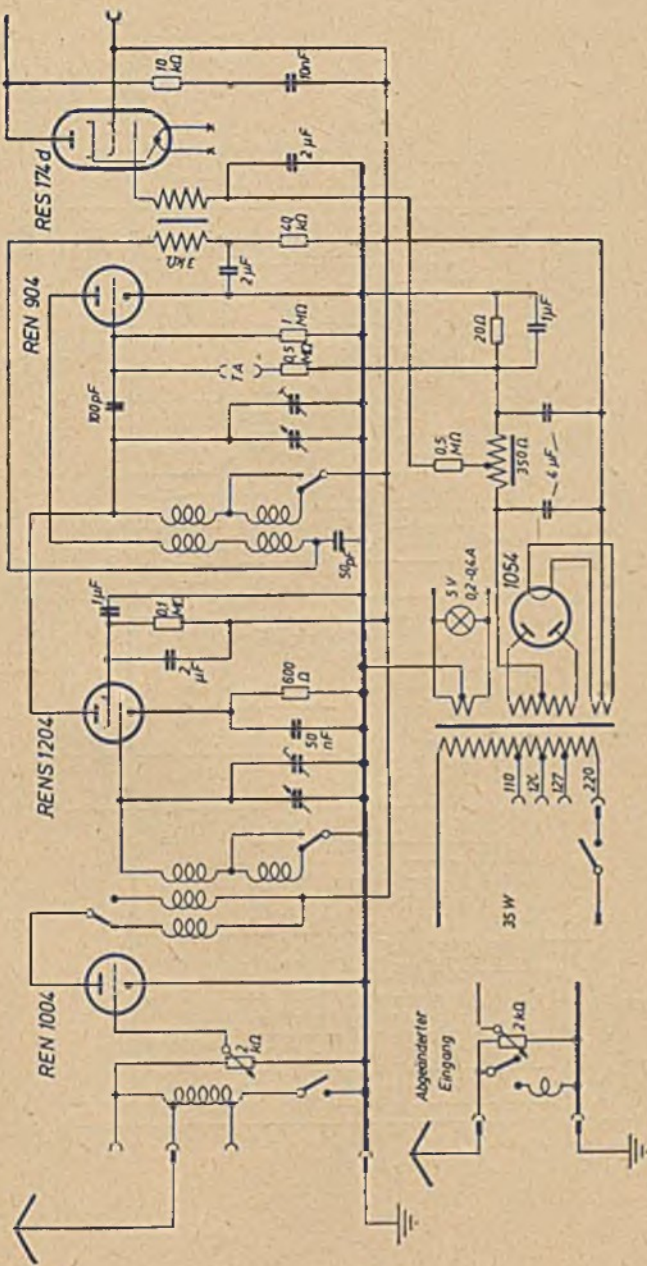 REN 1004
RENS 1204
REN 904
RES 174 d
2 kΩ
50 nF
600 Ω
2 µF
0,1 MΩ
1 µF
50 pF
100 pF
T A
0,5 MΩ
1 MΩ
2 µF
3 kΩ
40 kΩ
2 µF
10 kΩ
10 nF
Abgeänderter
Eingang
2 kΩ
35 W
110
127
220
5 V
0,2-0,4 A
1054
0,5 MΩ
350 Ω
4 µF
20 Ω
1 µF